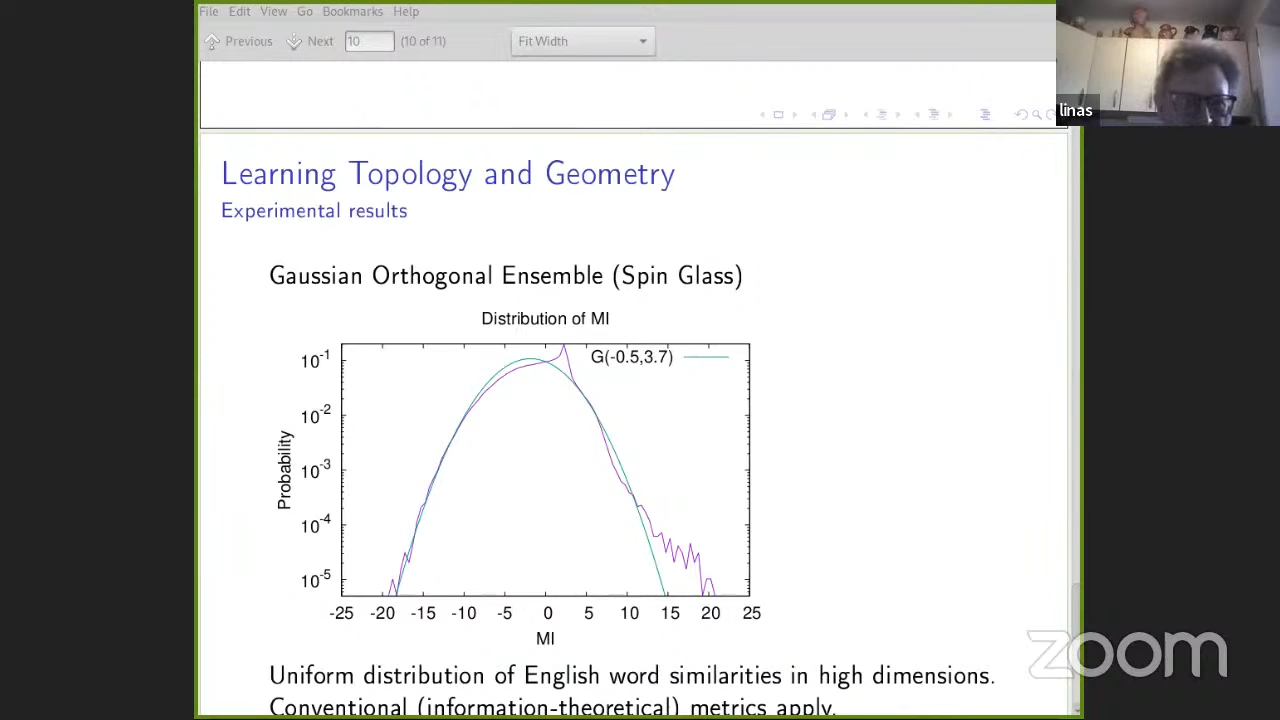 File Edit View Go Bookmarks Help
Previous Next 10 (10 of 11) Fit Width
linas
Learning Topology and Geometry
Experimental results
Gaussian Orthogonal Ensemble (Spin Glass)
Distribution of MI
G(-0.5,3.7)
10-1
10-2
10-3
10-4
10-5
Probability
-25 -20 -15 -10 -5 0 5 10 15 20 25
MI
Uniform distribution of English word similarities in high dimensions.
Conventional (information-theoretical) metrics apply.
zoom